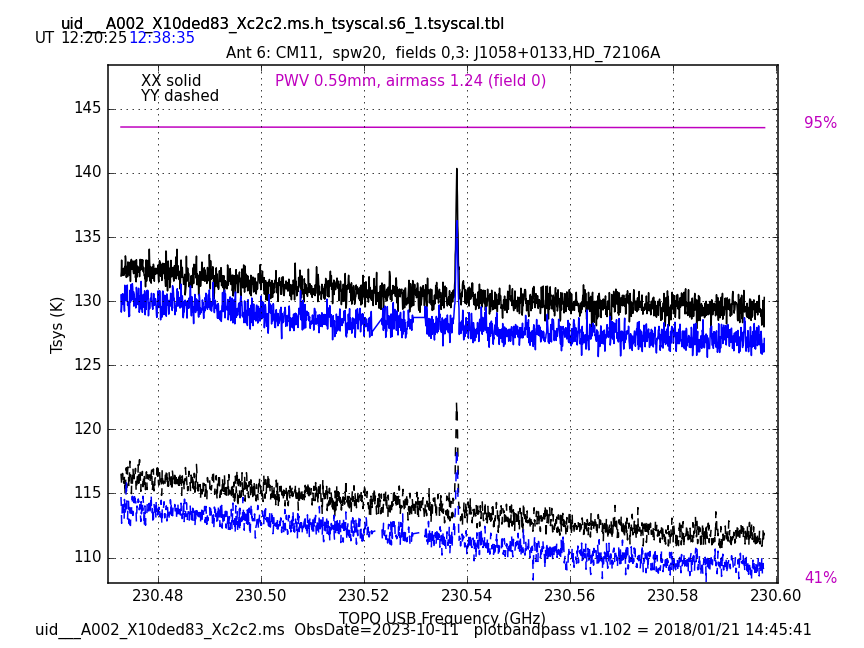 uid___A002_X10ded83_Xc2c2.ms.h_tsyscal.s6_1.tsyscal.tbl
UT 12:20:25 12:38:35
Ant 6: CM11,  spw20,  fields 0,3: J1058+0133,HD_72106A
XX solid
PWV 0.59mm, airmass 1.24 (field 0)
YY dashed
145
95%
140
135
130
125
120
115
110
41%
Tsys (K)
230.48 230.50 230.52 230.54 230.56 230.58 230.60
TOPO USB Frequency (GHz)
uid___A002_X10ded83_Xc2c2.ms  ObsDate=2023-10-11   plotbandpass v1.102 = 2018/01/21 14:45:41